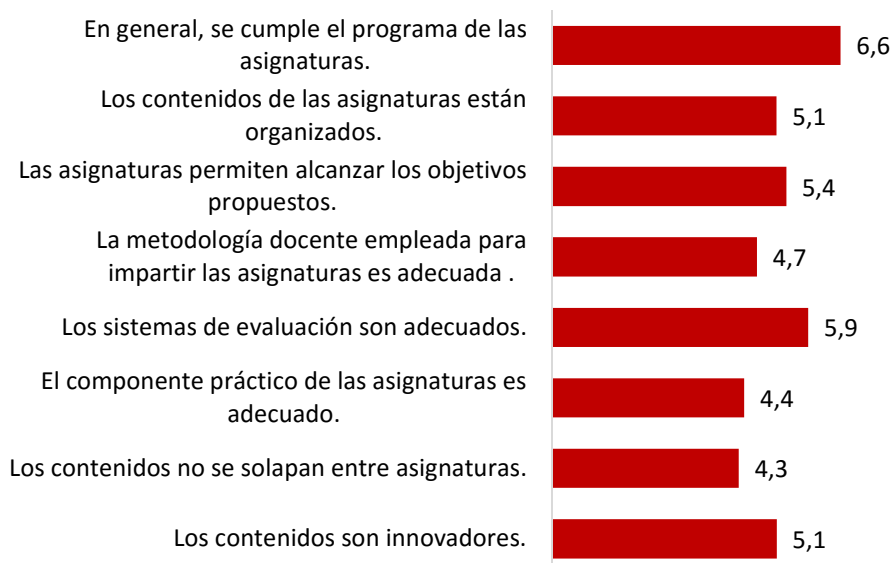 En general, se cumple el programa de las
asignaturas.
6,6
Los contenidos de las asignaturas están
organizados.
5,1
Las asignaturas permiten alcanzar los objetivos
propuestos.
5,4
La metodología docente empleada para
impartir las asignaturas es adecuada .
4,7
Los sistemas de evaluación son adecuados.
5,9
El componente práctico de las asignaturas es
adecuado.
4,4
Los contenidos no se solapan entre asignaturas.
4,3
Los contenidos son innovadores.
5,1